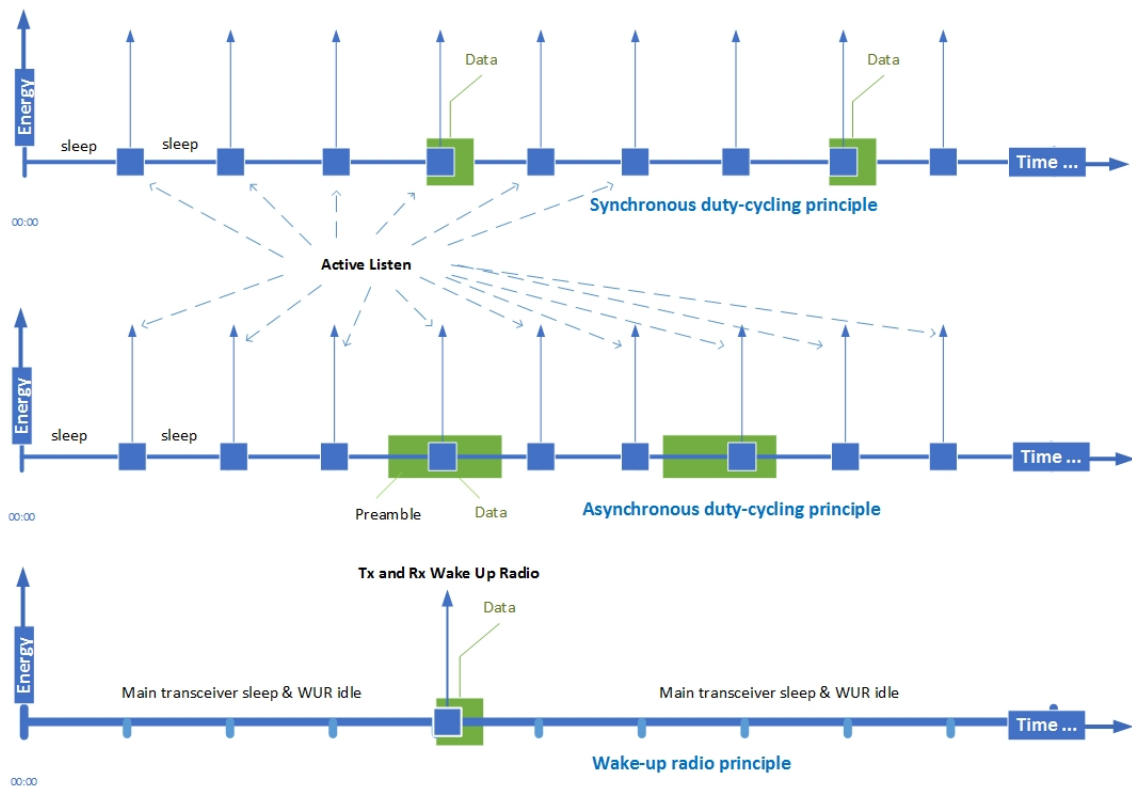 Energy
Data
Data
sleep
sleep
Time ...
Synchronous duty-cycling principle
00:00
Active Listen
Energy
sleep
sleep
Time ...
Preamble
Data
Asynchronous duty-cycling principle
00:00
Tx and Rx Wake Up Radio
Data
Energy
Main transceiver sleep & WUR idle
Main transceiver sleep & WUR idle
Time ...
Wake-up radio principle
00:00